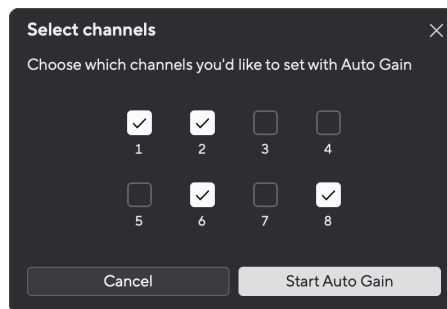 Select channels
Choose which channels you'd like to set with Auto Gain
1 2 3 4
5 6 7 8
Cancel Start Auto Gain